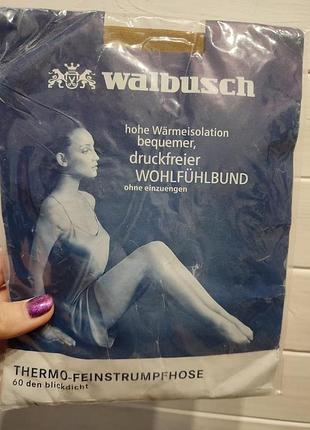 walbusch
hohe Wärmeisolation
bequemer,
druckfreier
WOHLFÜHLBUND
ohne einzuengen
THERMO-FEINSTRUMPFHOSE
60 den blickdicht